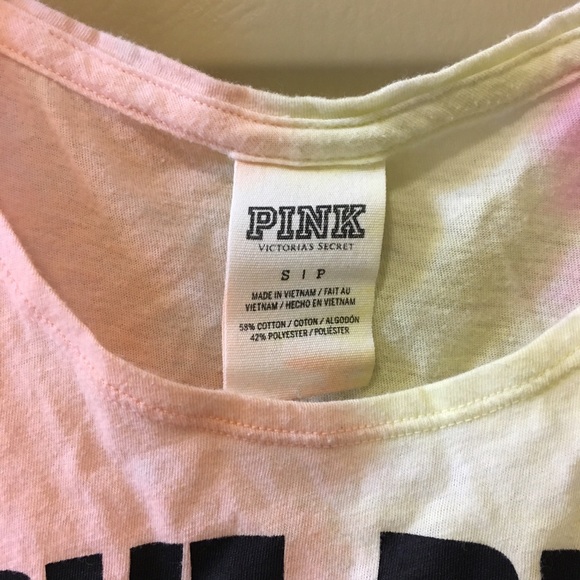 PINK
VICTORIA'S SECRET
S | P
MADE IN VIETNAM / FAIT AU
VIETNAM / HECHO EN VIETNAM
58% COTTON / COTON / ALGODÓN
42% POLYESTER / POLIÉSTER